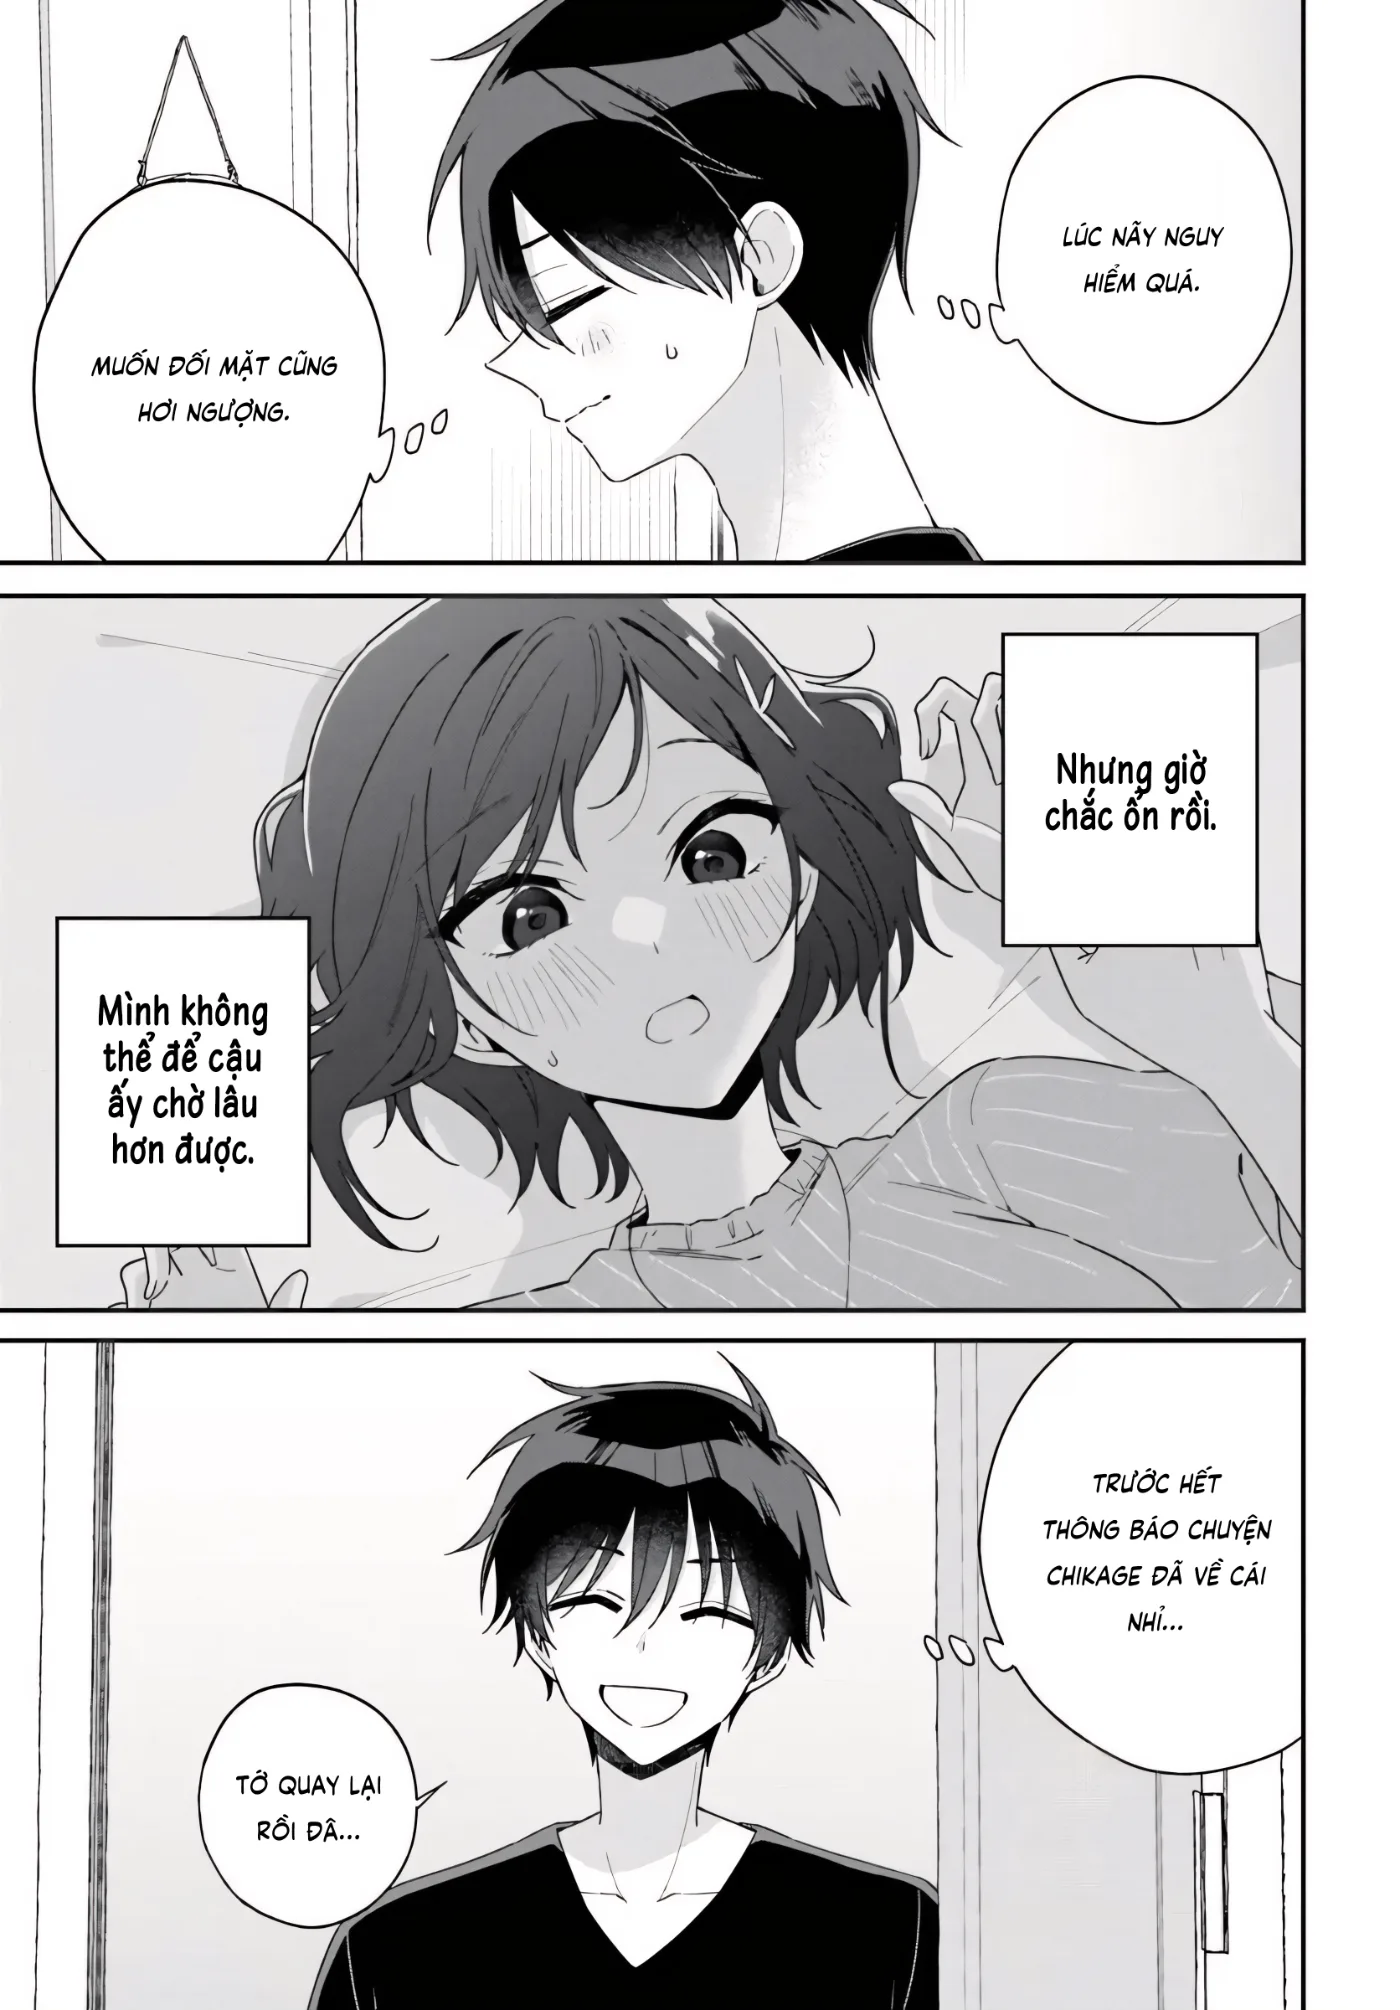 LÚC NÃY NGUY
HIỂM QUÁ.
MUỐN ĐỐI MẶT CŨNG
HƠI NGƯỢNG.
Nhưng giờ
chắc ổn rồi.
Mình không
thể để cậu
ấy chờ lâu
hơn được.
TRƯỚC HẾT
THÔNG BÁO CHUYỆN
CHIKAGE ĐÃ VỀ CÁI
NHỈ...
TỚ QUAY LẠI
RỒI ĐÂ...